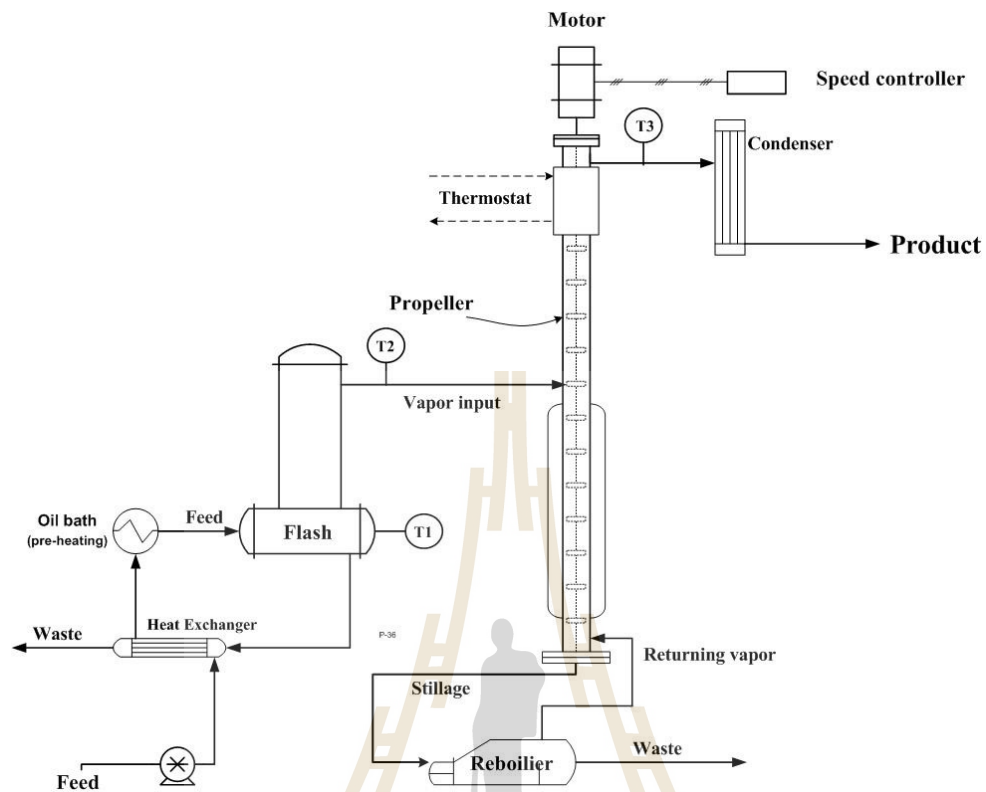 Motor
Speed controller
T3
Condenser
Thermostat
Product
Propeller
T2
Vapor input
Oil bath
(pre-heating)
Feed
Flash
T1
Heat Exchanger
Waste
P-36
Returning vapor
Stillage
Reboilier
Waste
Feed